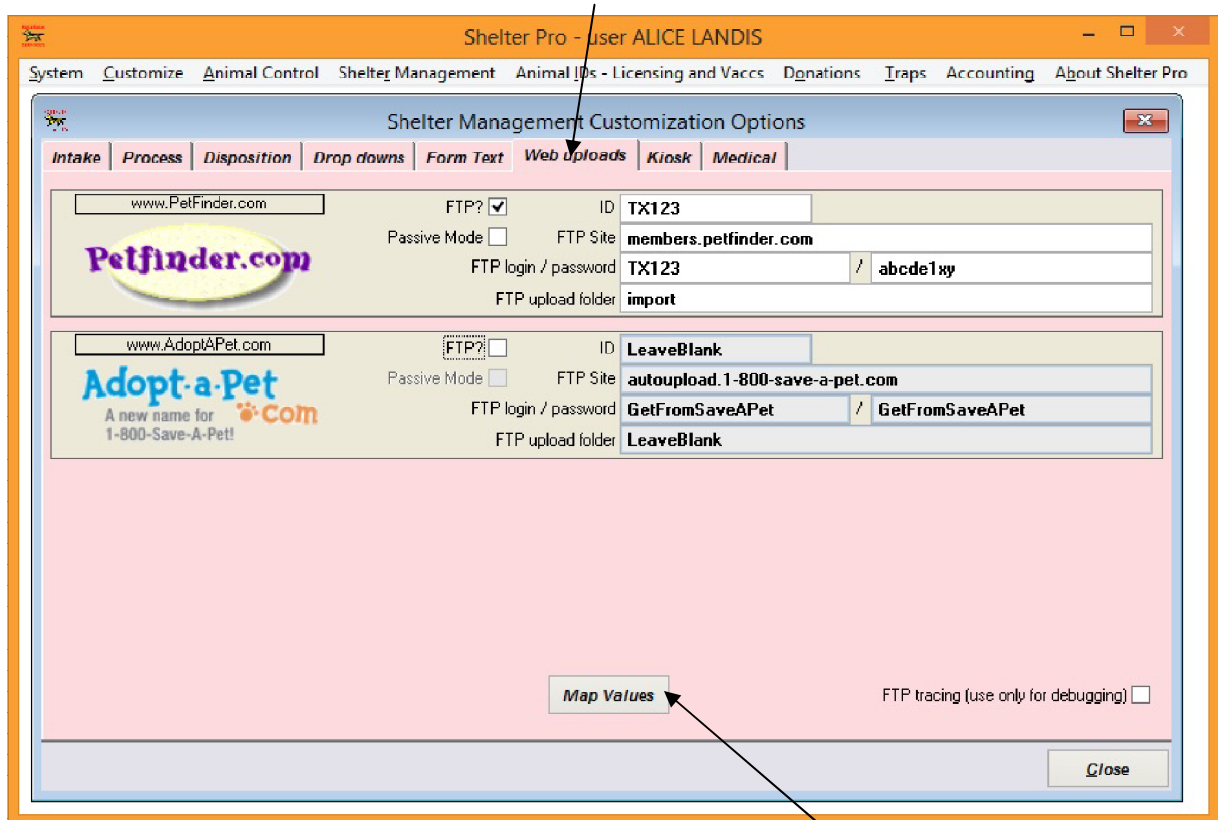 Shelter Pro - user ALICE LANDIS
System Customize Animal Control Shelter Management Animal IDs - Licensing and Vaccs Donations Traps Accounting About Shelter Pro
Shelter Management Customization Options
Intake Process Disposition Drop downs Form Text Web uploads Kiosk Medical
www.PetFinder.com FTP? ID TX123
Passive Mode FTP Site members.petfinder.com
Petfinder.com
FTP login / password TX123 / abcde1xy
FTP upload folder import
www.AdoptAPet.com FTP? ID LeaveBlank
Passive Mode FTP Site autoupload.1-800-save-a-pet.com
Adopt-a-Pet
.com
A new name for
1-800-Save-A-Pet!
FTP login / password GetFromSaveAPet / GetFromSaveAPet
FTP upload folder LeaveBlank
Map Values FTP tracing (use only for debugging)
Close